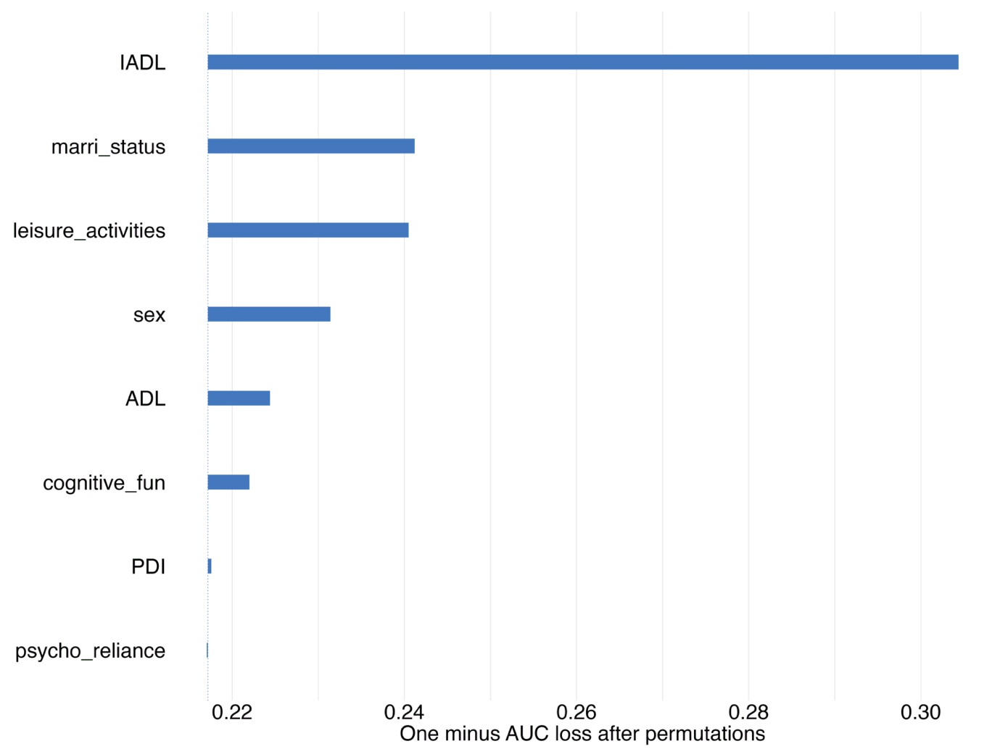 IADL
marri_status
leisure_activities
sex
ADL
cognitive_fun
PDI
psycho_reliance
0.22 0.24 0.26 0.28 0.30
One minus AUC loss after permutations